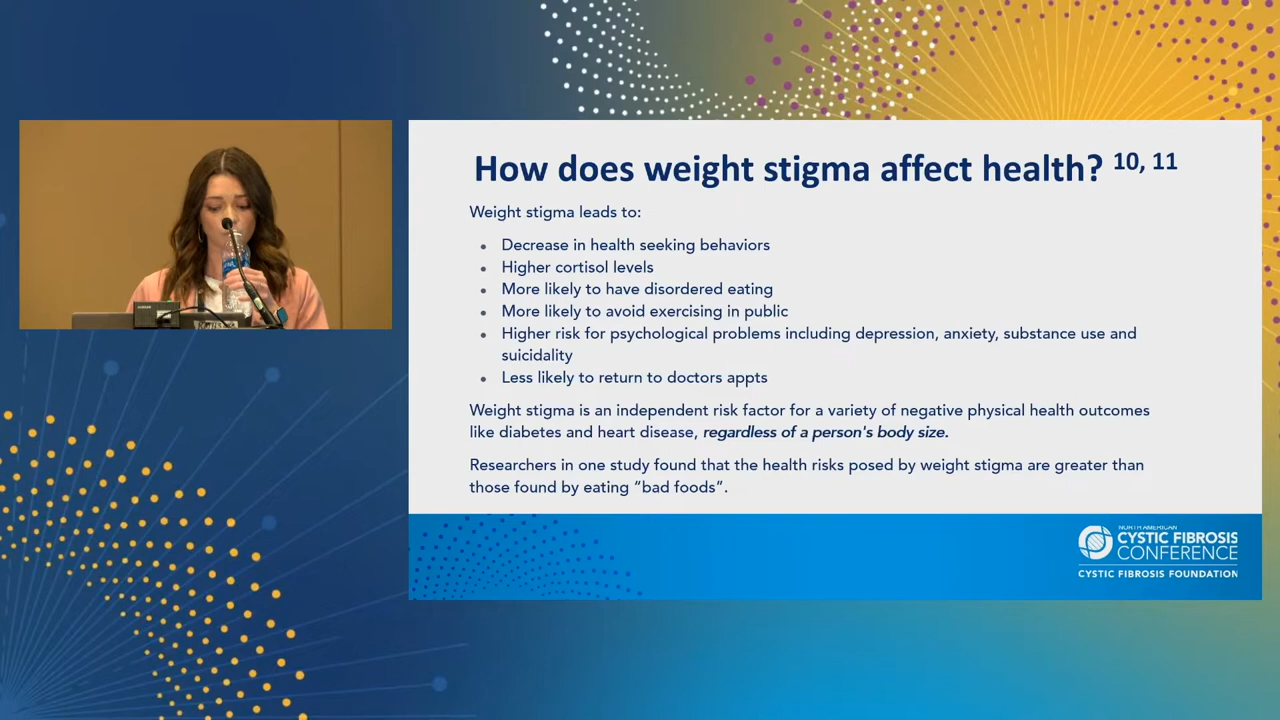 How does weight stigma affect health? 10, 11
Weight stigma leads to:
• Decrease in health seeking behaviors
• Higher cortisol levels
• More likely to have disordered eating
• More likely to avoid exercising in public
• Higher risk for psychological problems including depression, anxiety, substance use and
suicidality
• Less likely to return to doctors appts
Weight stigma is an independent risk factor for a variety of negative physical health outcomes
like diabetes and heart disease, regardless of a person's body size.
Researchers in one study found that the health risks posed by weight stigma are greater than
those found by eating “bad foods”.
NORTH AMERICAN
CYSTIC FIBROSIS
CONFERENCE
CYSTIC FIBROSIS FOUNDATION